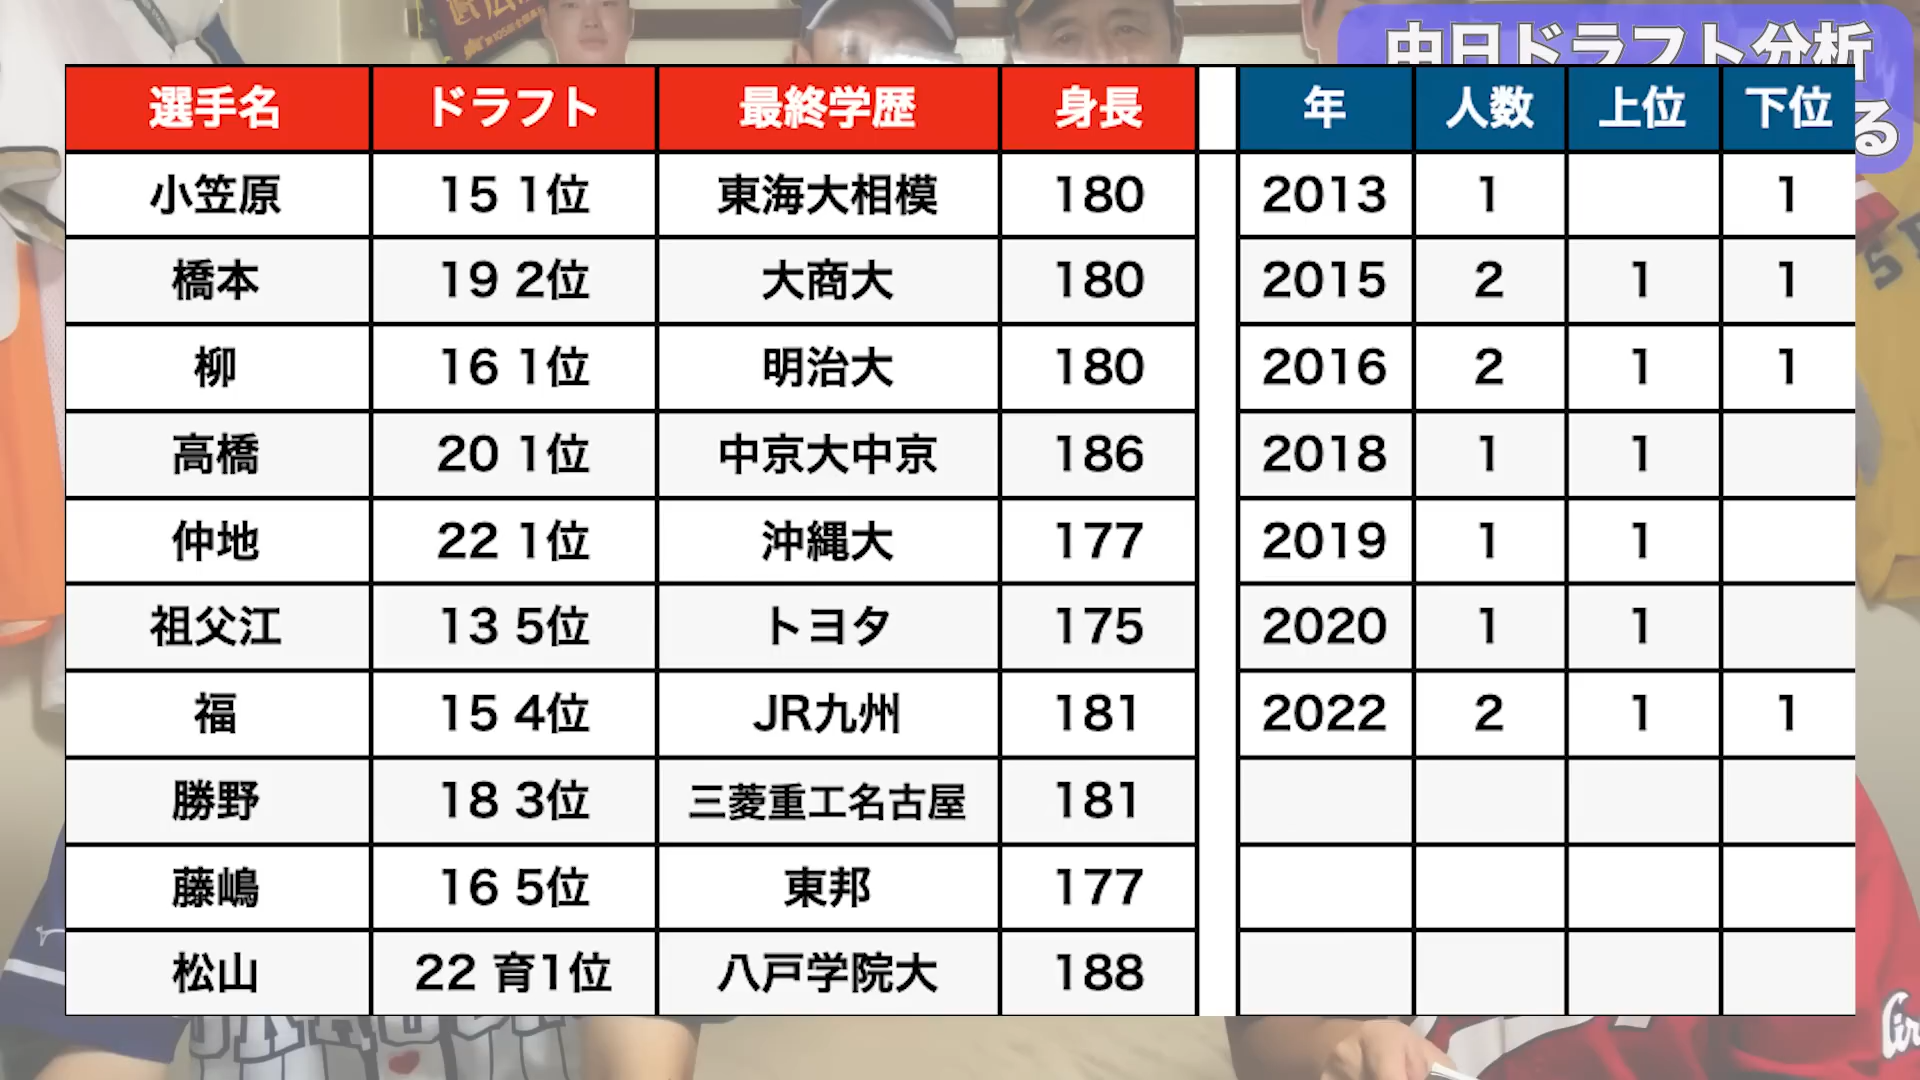 中日ドラフト分析
る
選手名 ドラフト 最終学歴 身長 年 人数 上位 下位
小笠原 15 1位 東海大相模 180 2013 1 1
橋本 19 2位 大商大 180 2015 2 1 1
柳 16 1位 明治大 180 2016 2 1 1
高橋 20 1位 中京大中京 186 2018 1 1
仲地 22 1位 沖縄大 177 2019 1 1
祖父江 13 5位 トヨタ 175 2020 1 1
福 15 4位 JR九州 181 2022 2 1 1
勝野 18 3位 三菱重工名古屋 181
藤嶋 16 5位 東邦 177
松山 22 育1位 八戸学院大 188